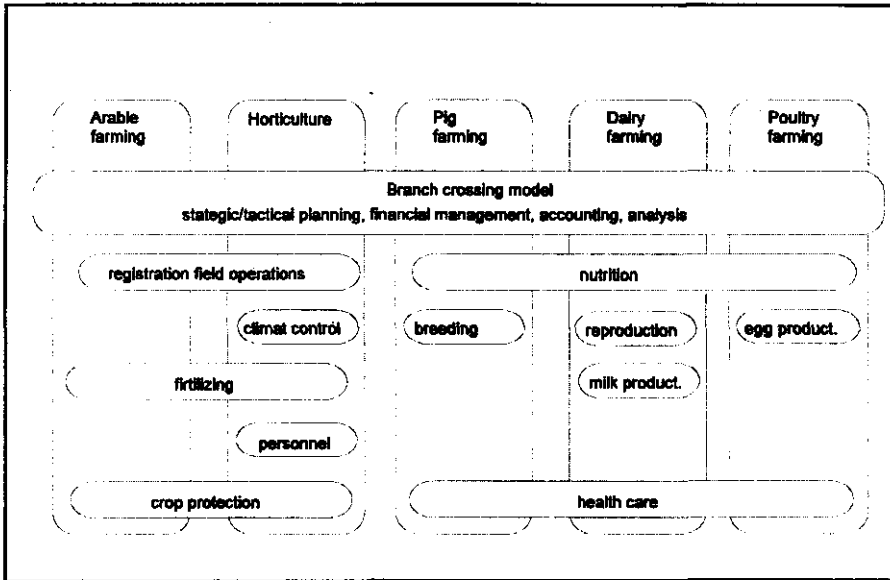 Arable
farming
Horticulture
Pig
farming
Dairy
farming
Poultry
farming
Branch crossing model
stategic/tactical planning, financial management, accounting, analysis
registration field operations
nutrition
climat control
breeding
reproduction
egg product.
firtilizing
milk product.
personnel
crop protection
health care